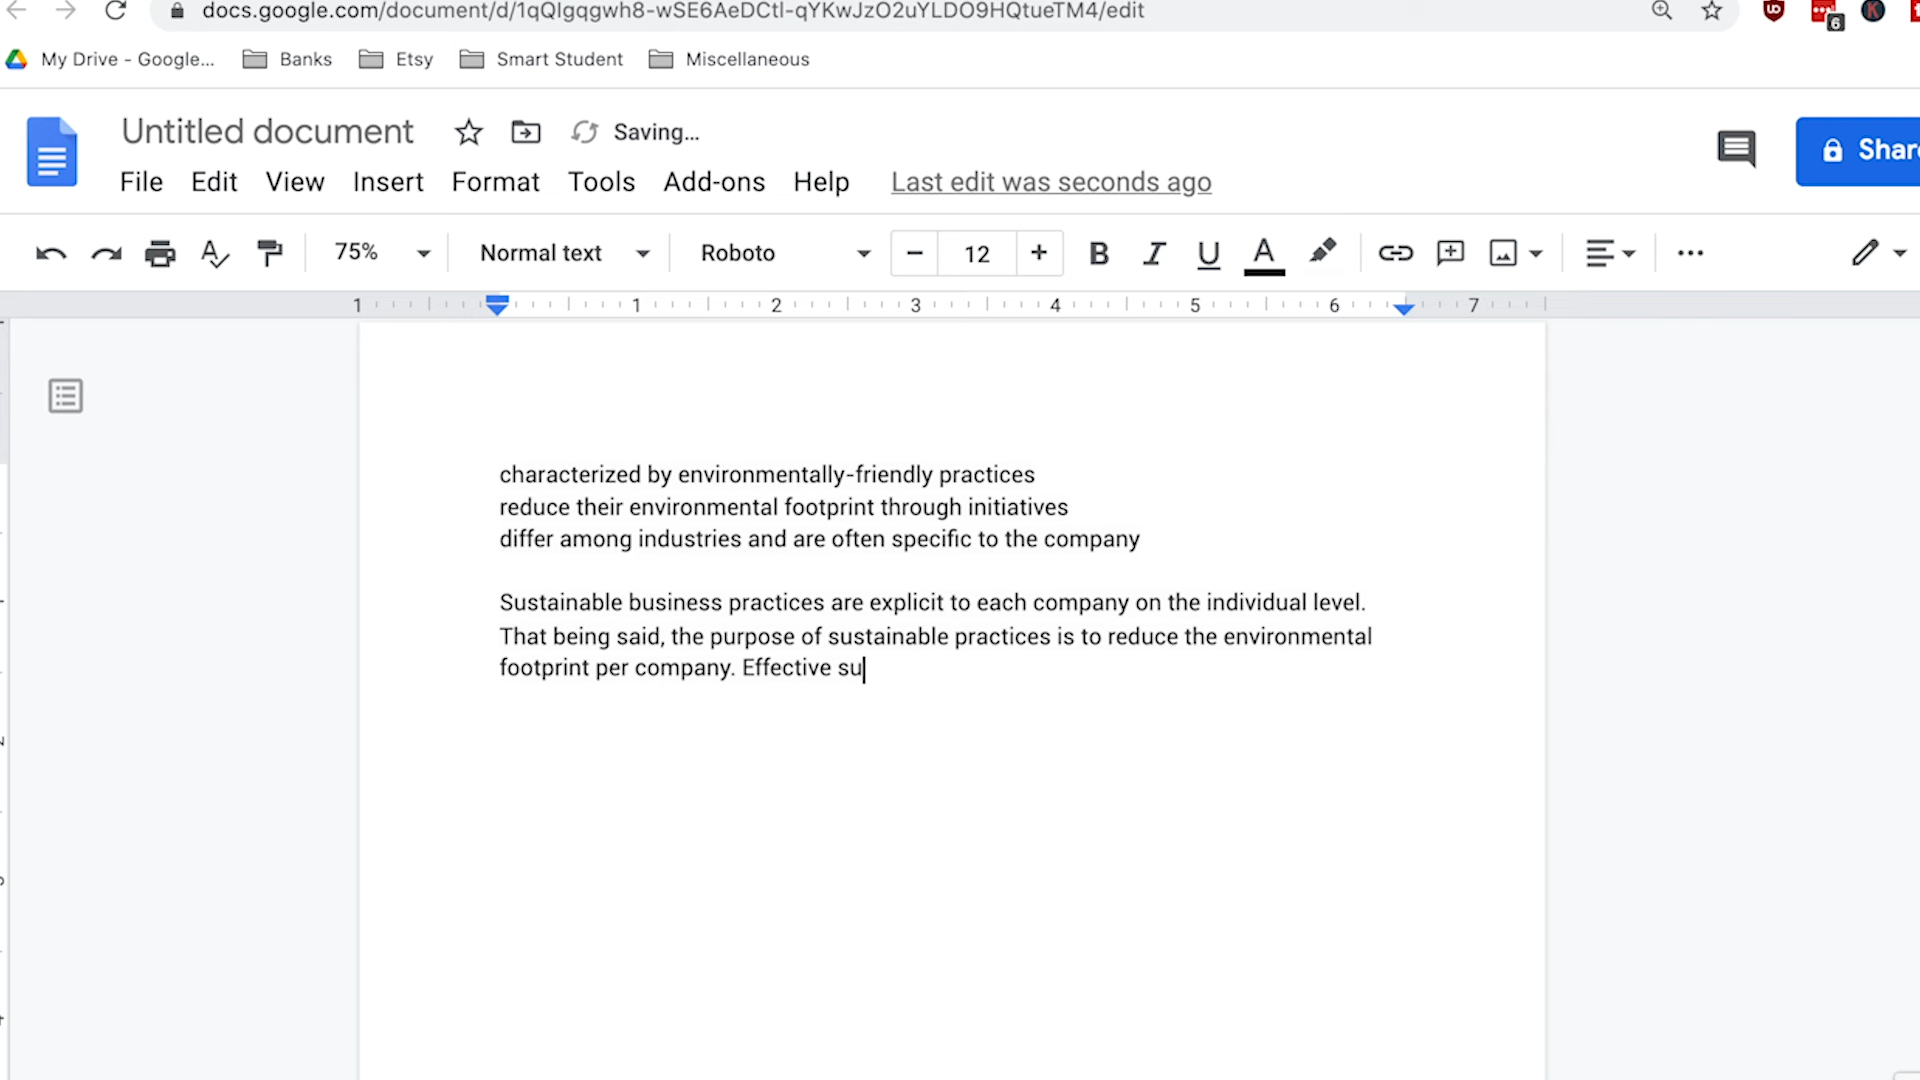 docs.google.com/document/d/1qQIgqgwh8-wSE6AeDCtl-qYKwJzO2uYLDO9HQtueTM4/edit
6
My Drive - Google... Banks Etsy Smart Student Miscellaneous
Untitled document Saving...
Share
File Edit View Insert Format Tools Add-ons Help Last edit was seconds ago
75% Normal text Roboto 12 B I U A
1 1 2 3 4 5 6 7
characterized by environmentally-friendly practices
reduce their environmental footprint through initiatives
differ among industries and are often specific to the company
Sustainable business practices are explicit to each company on the individual level.
That being said, the purpose of sustainable practices is to reduce the environmental
footprint per company. Effective su